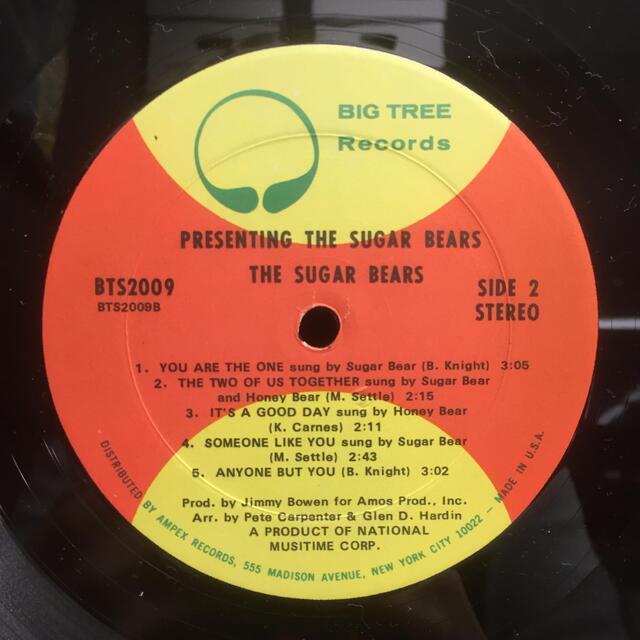 BIG TREE
Records
PRESENTING THE SUGAR BEARS
THE SUGAR BEARS
BTS2009
BTS2009B
SIDE 2
STEREO
1. YOU ARE THE ONE sung by Sugar Bear (B. Knight) 3:05
2. THE TWO OF US TOGETHER sung by Sugar Bear
and Honey Bear (M. Settle) 2:15
3. IT'S A GOOD DAY sung by Honey Bear
(K. Carnes) 2:11
4. SOMEONE LIKE YOU sung by Sugar Bear
(M. Settle) 2:43
5. ANYONE BUT YOU (B. Knight) 3:02
Prod. by Jimmy Bowen for Amos Prod., Inc.
Arr. by Pete Carpenter & Glen D. Hardin
A PRODUCT OF NATIONAL
MUSITIME CORP.
DISTRIBUTED BY AMPEX RECORDS, 555 MADISON AVENUE, NEW YORK CITY 10022 - MADE IN U.S.A.